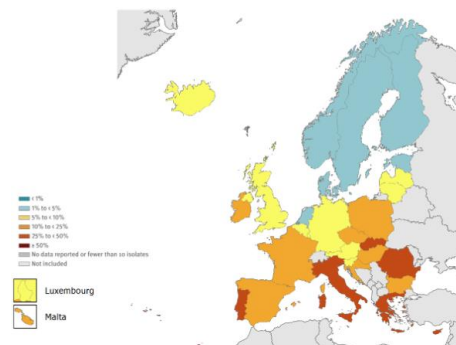 < 1%
1% to < 5%
5% to < 10%
10% to < 25%
25% to < 50%
≥ 50%
No data reported or fewer than 10 isolates
Not included
Luxembourg
Malta